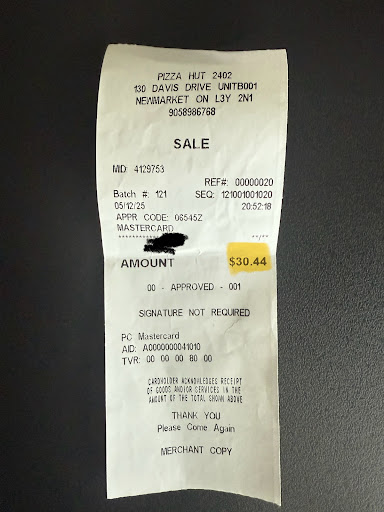 PIZZA HUT 2402
130 DAVIS DRIVE UNITB001
NEWMARKET ON L3Y 2N1
9058986768
SALE
MID: 4129753
REF#: 00000020
Batch #: 121 SEQ: 121001001020
05/12/25 20:52:18
APPR CODE: 06545Z
MASTERCARD
**/**
AMOUNT $30.44
00 - APPROVED - 001
SIGNATURE NOT REQUIRED
PC Mastercard
AID: A0000000041010
TVR: 00 00 00 80 00
CARDHOLDER ACKNOWLEDGES RECEIPT
OF GOODS AND/OR SERVICES IN THE
AMOUNT OF THE TOTAL SHOWN ABOVE
THANK YOU
Please Come Again
MERCHANT COPY